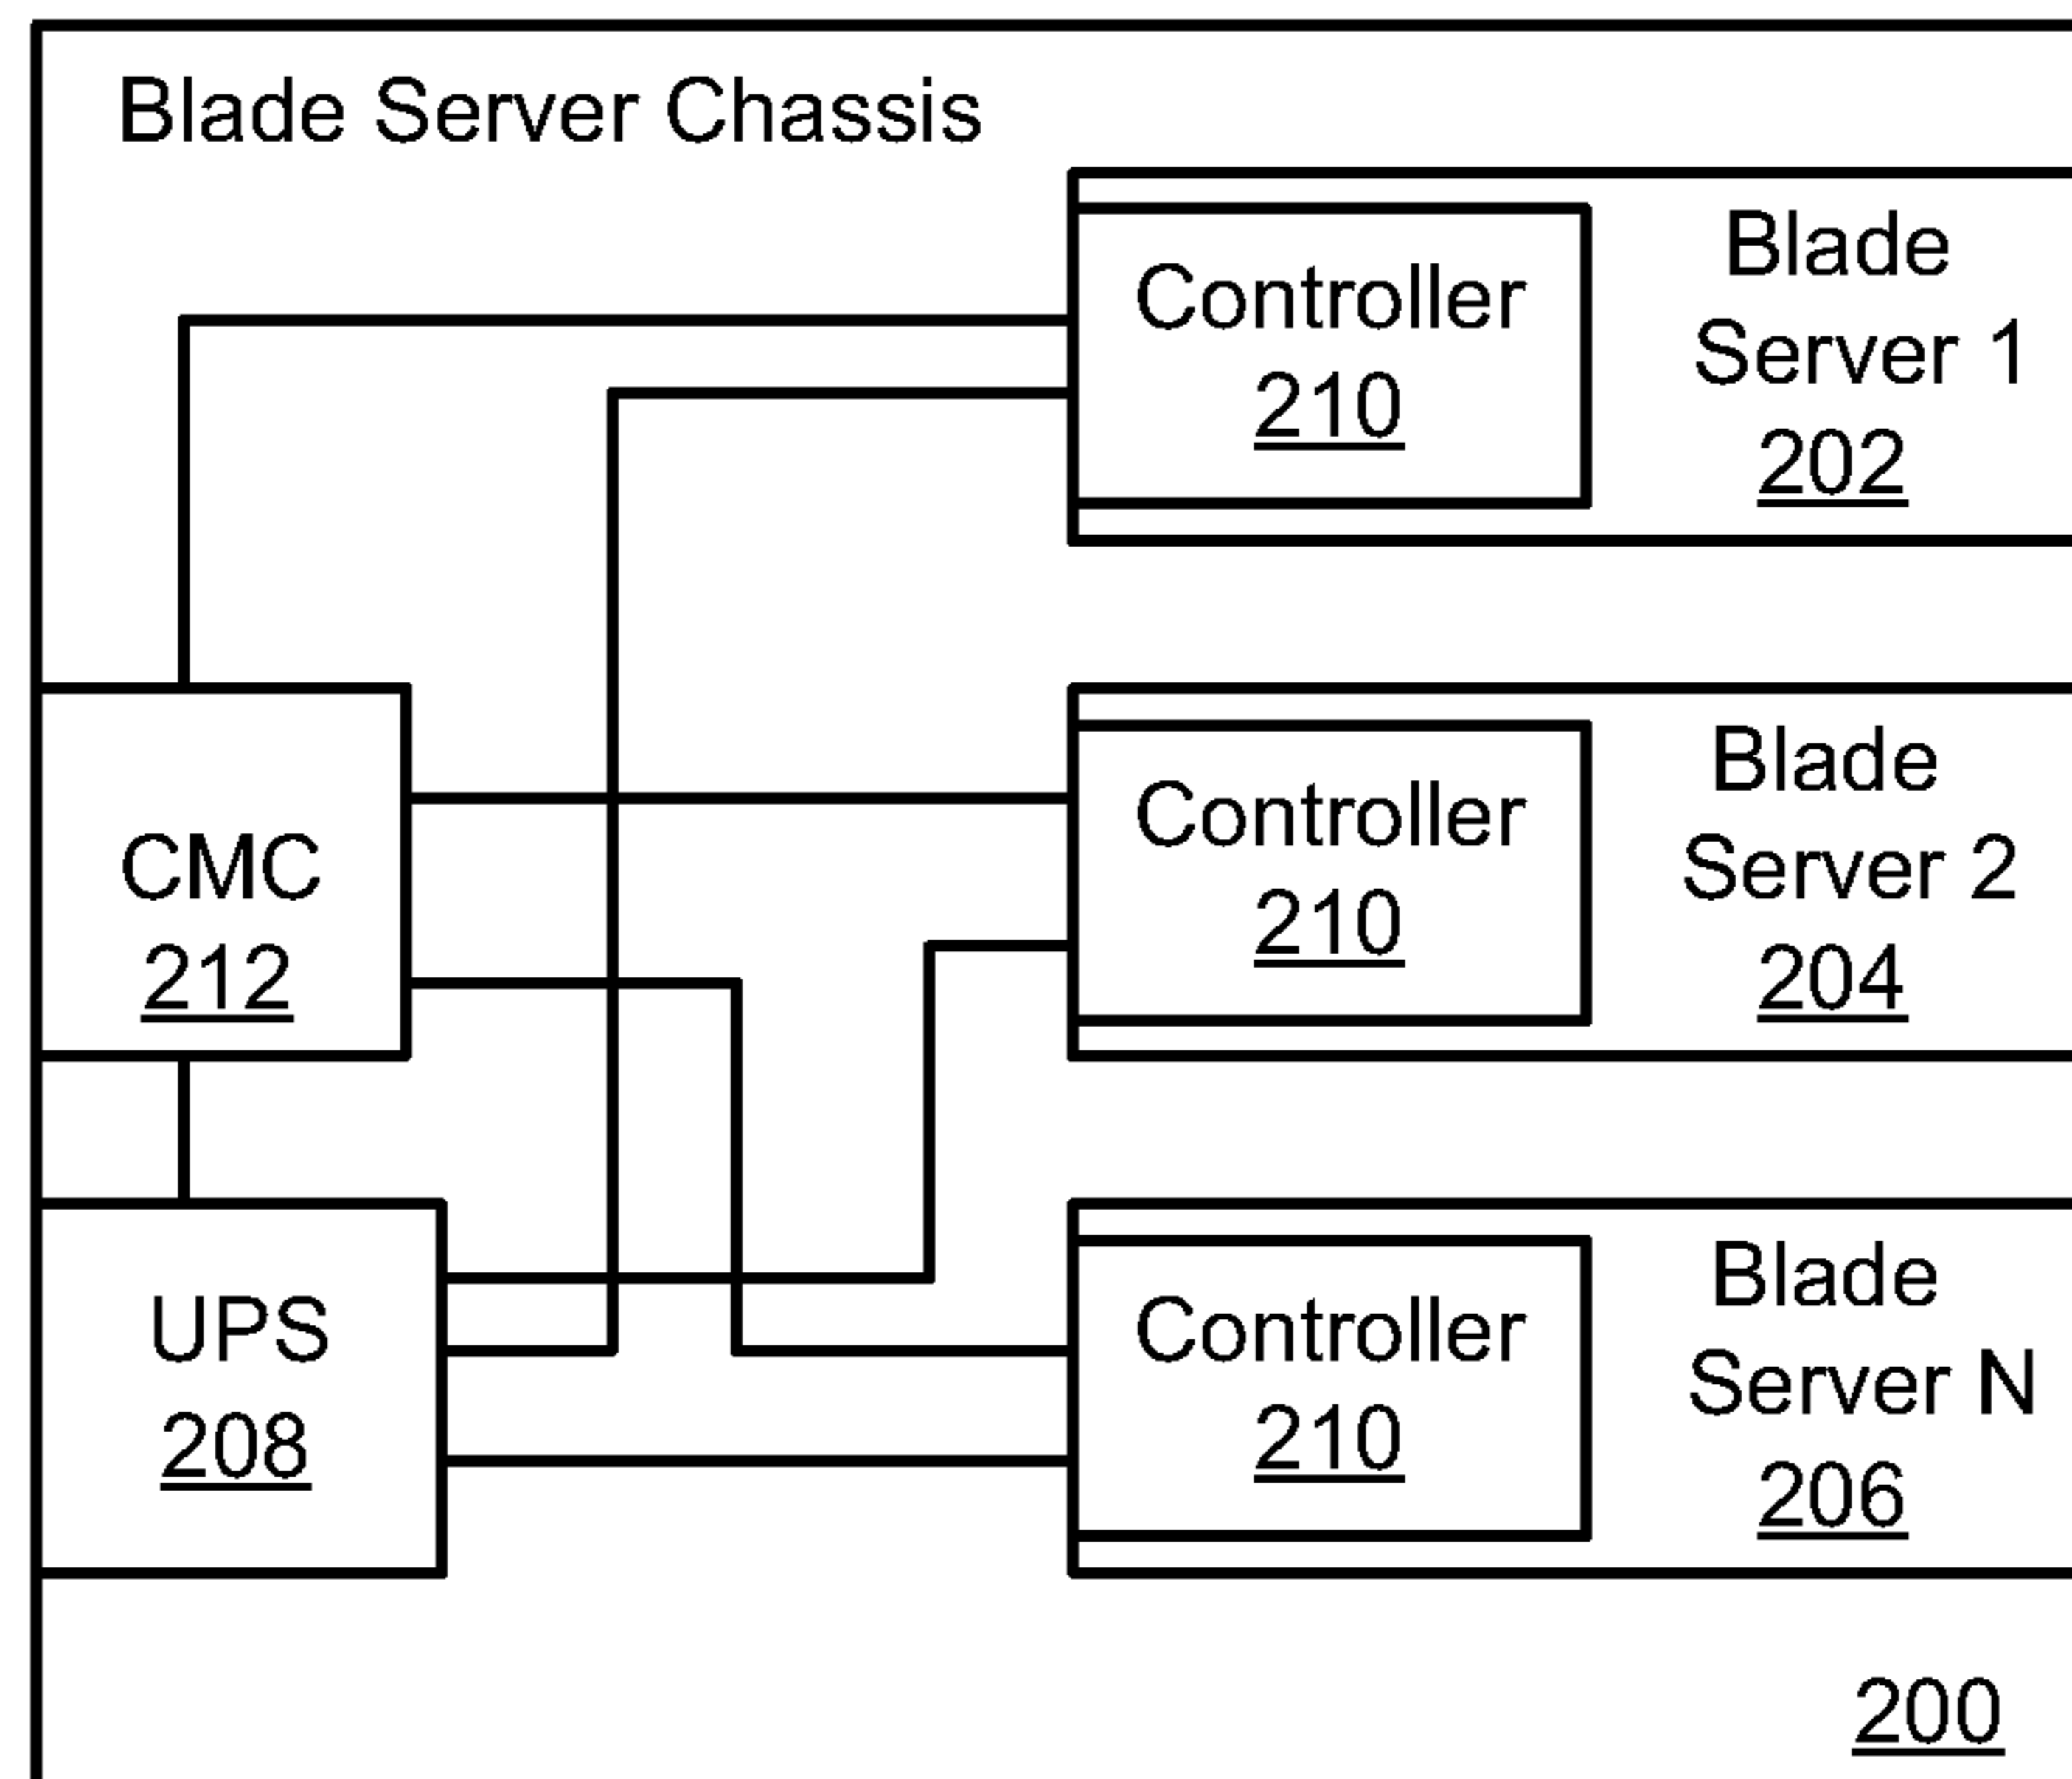 Blade Server Chassis
Controller
210
Blade
Server 1
202
CMC
212
Controller
210
Blade
Server 2
204
UPS
208
Controller
210
Blade
Server N
206
200